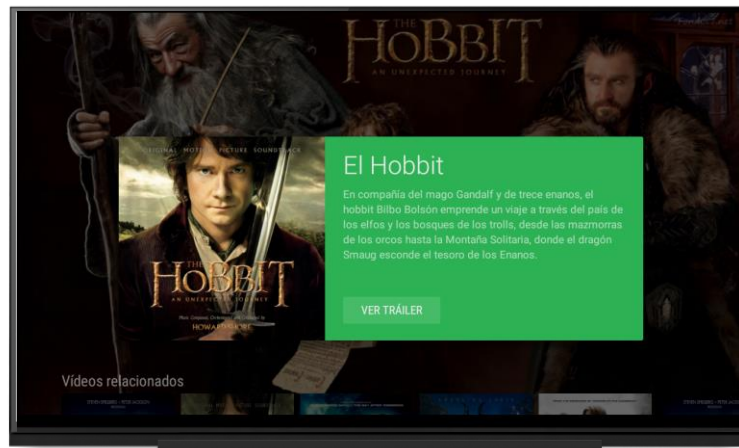 THE
HOBBIT
AN UNEXPECTED JOURNEY
ORIGINAL MOTION PICTURE SOUNDTRACK
THE
HOBBIT
AN UNEXPECTED JOURNEY
HOWARD SHORE
El Hobbit
En compañía del mago Gandalf y de trece enanos, el
hobbit Bilbo Bolsón emprende un viaje a través del país de
los elfos y los bosques de los trolls, desde las mazmorras
de los orcos hasta la Montaña Solitaria, donde el dragón
Smaug esconde el tesoro de los Enanos.
VER TRÁILER
Vídeos relacionados